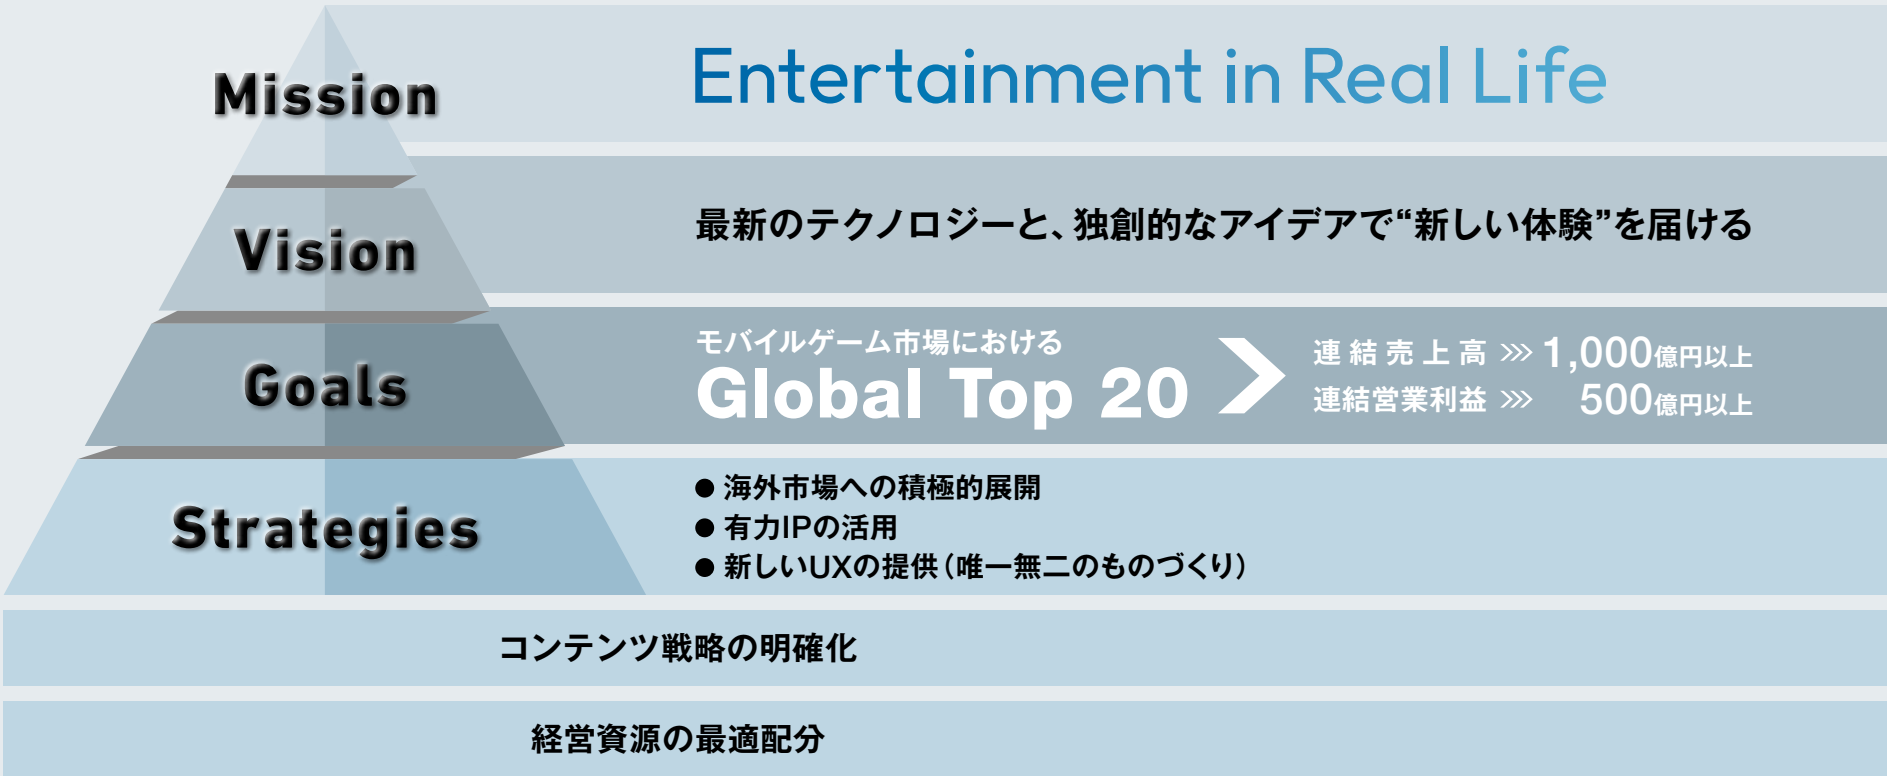 Mission
Entertainment in Real Life
Vision
最新のテクノロジーと、独創的なアイデアで“新しい体験”を届ける
Goals
モバイルゲーム市場における
Global Top 20
連結売上高 >>> 1,000億円以上
連結営業利益 >>> 500億円以上
Strategies
● 海外市場への積極的展開
● 有力IPの活用
● 新しいUXの提供(唯一無二のものづくり)
コンテンツ戦略の明確化
経営資源の最適配分